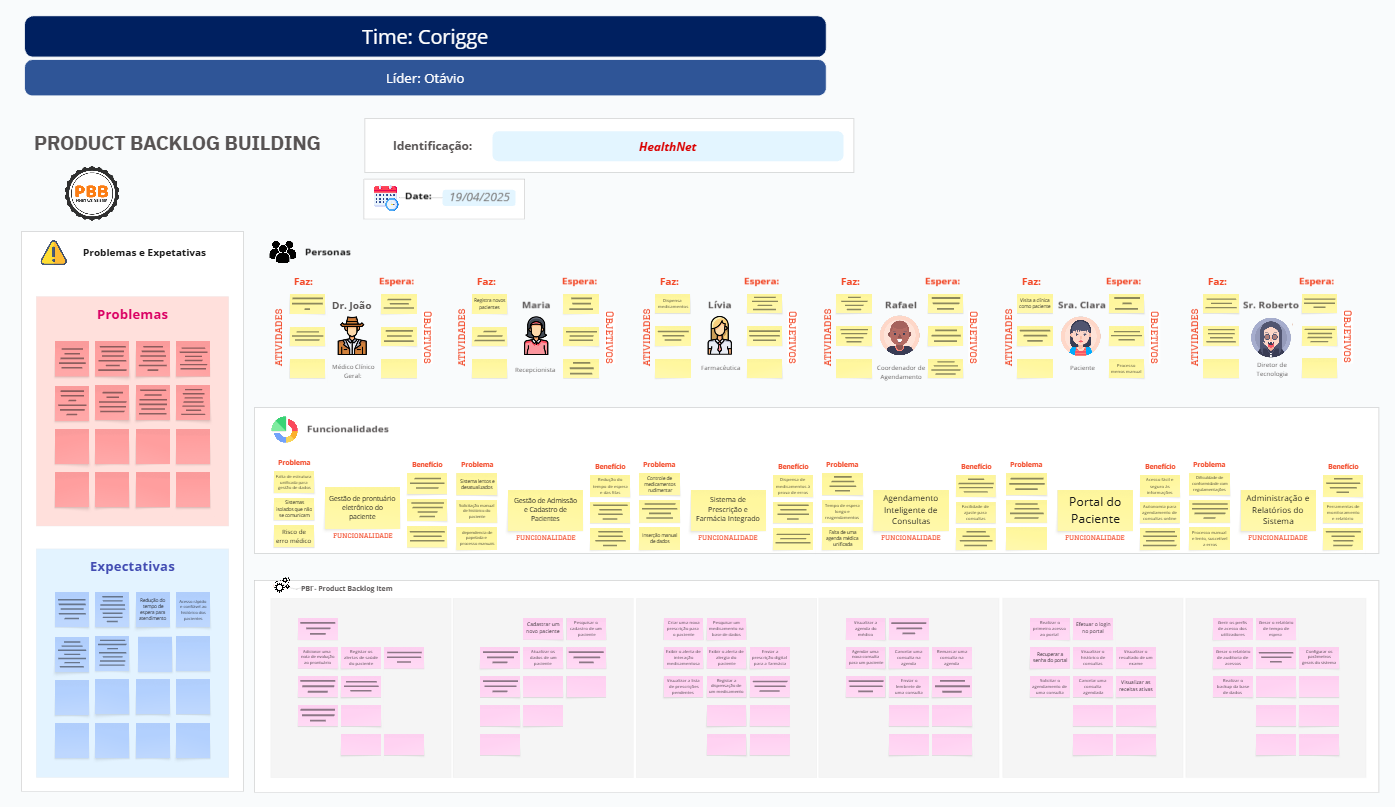 Time: Corigge
Líder: Otávio
PRODUCT BACKLOG BUILDING
Identificação:
HealthNet
PBB
Date:
19/04/2025
Problemas e Expetativas
Problemas
Expectativas
Redução do
tempo de
espera para
atendimento
Acesso rápido
e confiável ao
histórico dos
pacientes
Personas
Faz:
Espera:
ATIVIDADES
OBJETIVOS
Dr. João
Médico Clínico
Geral:
Faz:
Espera:
ATIVIDADES
OBJETIVOS
Registra novos
pacientes
Maria
Recepcionista
Faz:
Espera:
ATIVIDADES
OBJETIVOS
Dispensa
medicamentos
Lívia
Farmacêutica
Faz:
Espera:
ATIVIDADES
OBJETIVOS
Rafael
Coordenador de
Agendamento
Faz:
Espera:
ATIVIDADES
OBJETIVOS
Visita a clínica
como paciente
Sra. Clara
Paciente
Processo
menos manual
Faz:
Espera:
ATIVIDADES
OBJETIVOS
Sr. Roberto
Diretor de
Tecnologia
Funcionalidades
Problema
Benefício
Falta de estrutura
unificada para
gestão de dados
Sistemas
isolados que não
se comunicam
Risco de
erro médico
Gestão de prontuário
eletrônico do
paciente
FUNCIONALIDADE
Problema
Benefício
Sistema lentos e
desatualizados
Solicitação manual
de histórico do
paciente
Dependência de
papelada e
processo manuais
Gestão de Admissão
e Cadastro de
Pacientes
FUNCIONALIDADE
Redução do
tempo de espera
e das filas
Problema
Benefício
Controle de
medicamentos
rudimentar
Inserção manual
de dados
Sistema de
Prescrição e
Farmácia Integrado
FUNCIONALIDADE
Dispensa de
medicamentos à
prova de erros
Problema
Benefício
Tempo de espera
longo e
reagendamentos
Falta de uma
agenda médica
unificada
Agendamento
Inteligente de
Consultas
FUNCIONALIDADE
Facilidade de
ajuste para
consultas
Problema
Benefício
Portal do
Paciente
FUNCIONALIDADE
Acesso fácil e
seguro às
informações
Autonomia para
agendamento de
consultas online
Problema
Benefício
Dificuldade de
conformidade com
regulamentações
Processos manuais
e lento, suscetível
a erros
Administração e
Relatórios do
Sistema
FUNCIONALIDADE
Ferramentas de
monitoramento
e relatório
PBI - Product Backlog Item
Adicionar uma
nota de evolução
ao prontuário
Registrar os
alertas de saúde
do paciente
Cadastrar um
novo paciente
Pesquisar o
cadastro de um
paciente
Atualizar os
dados de um
paciente
Criar uma nova
prescrição para
o paciente
Pesquisar um
medicamento na
base de dados
Exibir o alerta de
interação
medicamentosa
Exibir o alerta de
alergia do
paciente
Enviar a
prescrição digital
para a farmácia
Visualizar a lista
de prescrições
pendentes
Registrar a
dispensação de
um medicamento
Visualizar a
agenda do
médico
Agendar uma
nova consulta
para um paciente
Cancelar uma
consulta na
agenda
Remarcar uma
consulta na
agenda
Enviar o
lembrete de
uma consulta
Realizar o
primeiro acesso
ao portal
Efetuar o login
no portal
Recuperar a
senha do portal
Visualizar o
histórico de
consultas
Visualizar o
resultado de um
exame
Solicitar o
agendamento de
uma consulta
Cancelar uma
consulta
agendada
Visualizar as
receitas ativas
Gerir os perfis
de acesso dos
utilizadores
Gerar o relatório
de tempo de
espera
Gerar o relatório
de auditoria de
acessos
Configurar os
parâmetros
gerais do sistema
Realizar o
backup da base
de dados